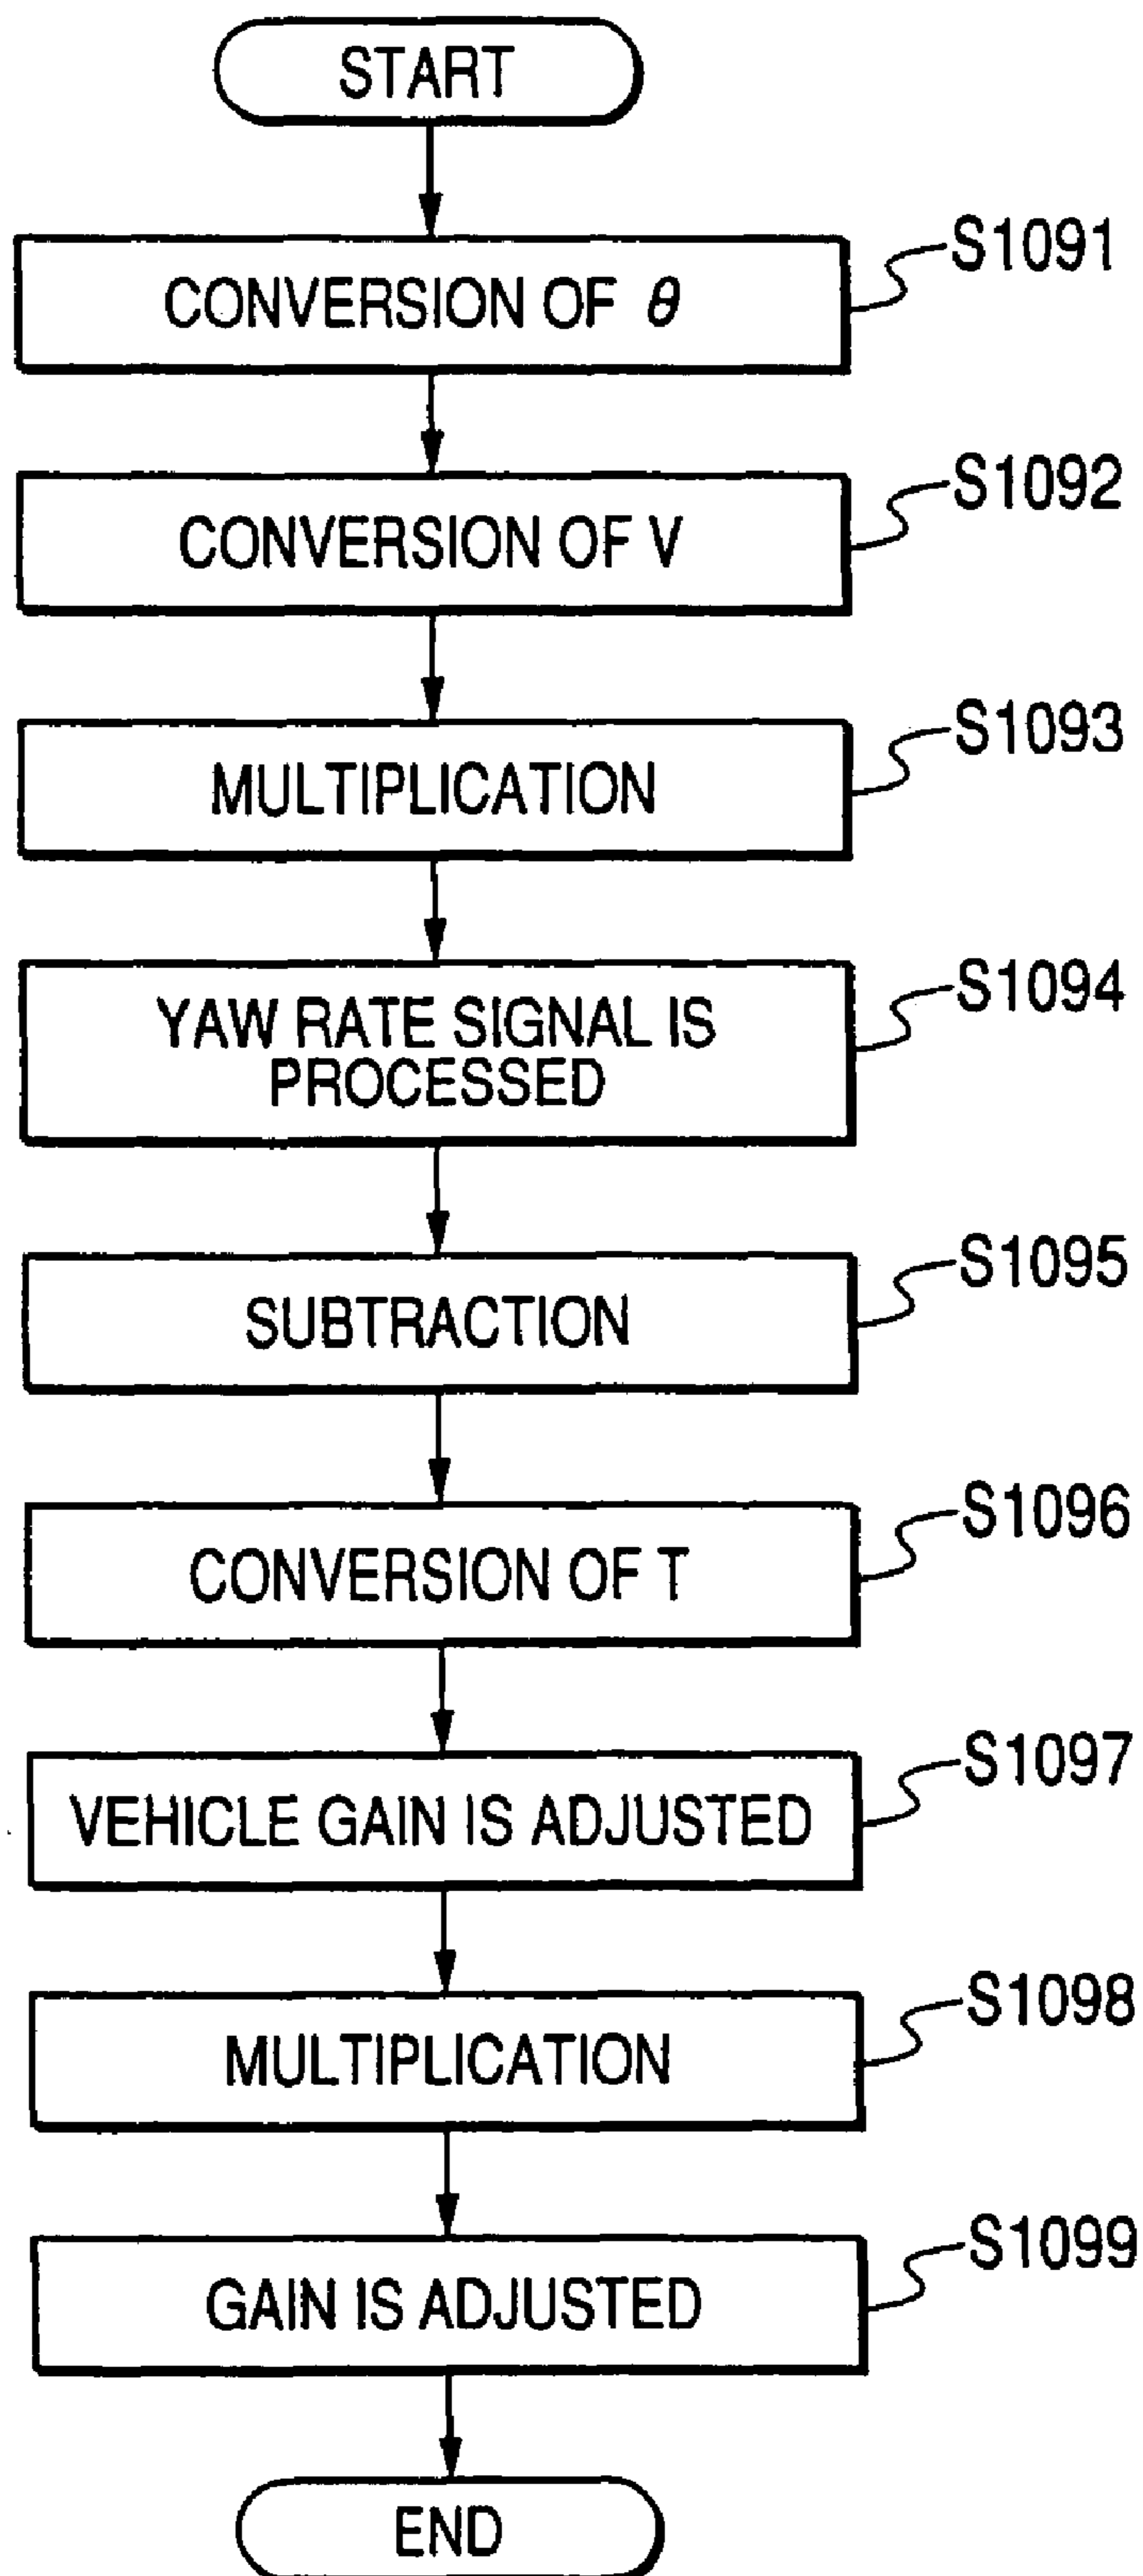 START
CONVERSION OF θ
S1091
CONVERSION OF V
S1092
MULTIPLICATION
S1093
YAW RATE SIGNAL IS
PROCESSED
S1094
SUBTRACTION
S1095
CONVERSION OF T
S1096
VEHICLE GAIN IS ADJUSTED
S1097
MULTIPLICATION
S1098
GAIN IS ADJUSTED
S1099
END